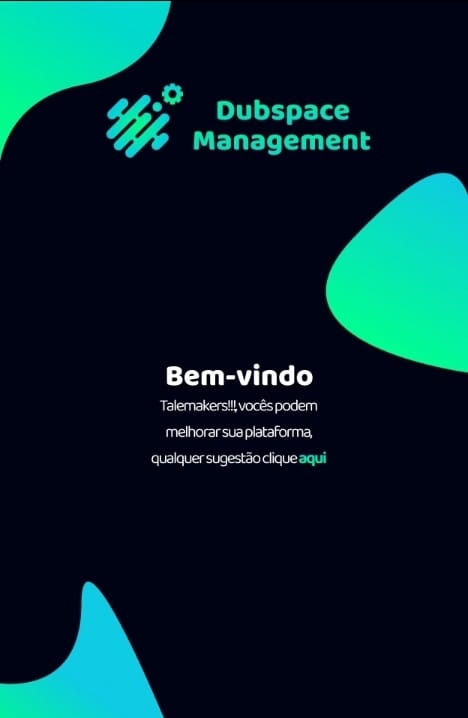 Dubspace
Management
Bem-vindo
Talemakers!!!, vocês podem
melhorar sua plataforma,
qualquer sugestão clique aqui